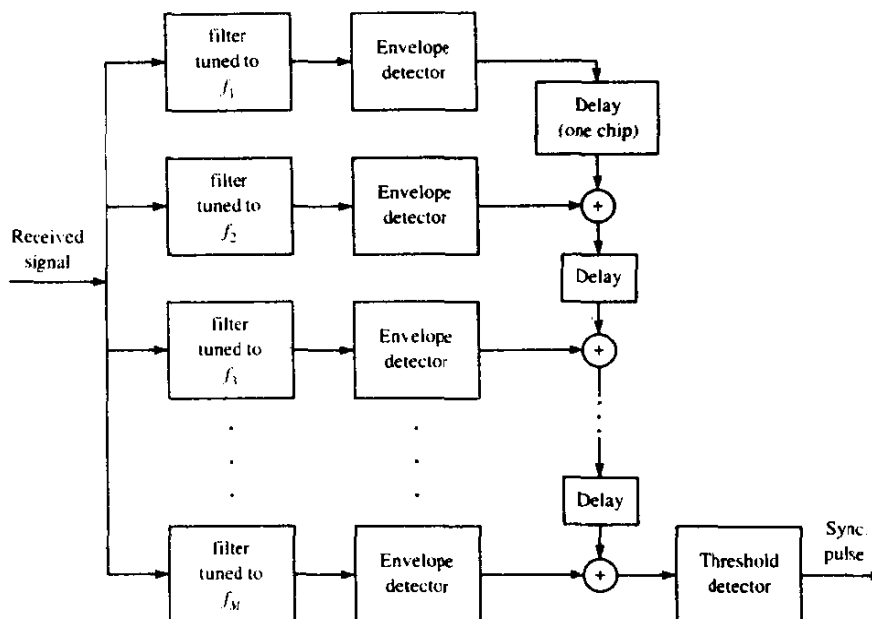 filter
tuned to
f1
Envelope
detector
Delay
(one chip)
filter
tuned to
f2
Envelope
detector
+
Received
signal
Delay
filter
tuned to
f3
Envelope
detector
+
Delay
filter
tuned to
fM
Envelope
detector
+
Threshold
detector
Sync.
pulse